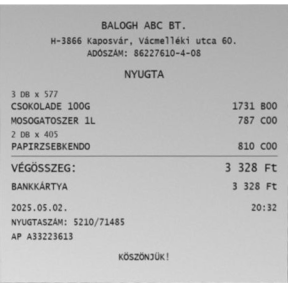 BALOGH ABC BT.
H-3866 Kaposvár, Vácmelléki utca 60.
ADÓSZÁM: 86227610-4-08
NYUGTA
3 DB x 577
CSOKOLADE 100G 1731 B00
MOSOGATOSZER 1L 787 C00
2 DB x 405
PAPIRZSEBKENDO 810 C00
VÉGÖSSZEG: 3 328 Ft
BANKKÁRTYA 3 328 Ft
2025.05.02. 20:32
NYUGTASZÁM: 5210/71485
AP A33223613
KÖSZÖNJÜK!